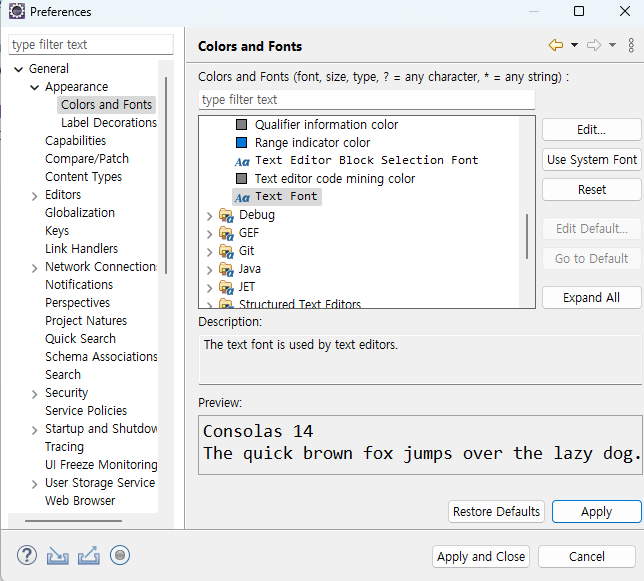 Preferences
type filter text
General
Appearance
Colors and Fonts
Label Decorations
Capabilities
Compare/Patch
Content Types
Editors
Globalization
Keys
Link Handlers
Network Connection
Notifications
Perspectives
Project Natures
Quick Search
Schema Associations
Search
Security
Service Policies
Startup and Shutdow
Tracing
UI Freeze Monitoring
User Storage Service
Web Browser
Colors and Fonts
Colors and Fonts (font, size, type, ? = any character, * = any string) :
type filter text
Qualifier information color
Range indicator color
Aa Text Editor Block Selection Font
Text editor code mining color
Aa Text Font
Debug
GEF
Git
Java
JET
Structured Text Editors
Edit...
Use System Font
Reset
Edit Default...
Go to Default
Expand All
Description:
The text font is used by text editors.
Preview:
Consolas 14
The quick brown fox jumps over the lazy dog.
Restore Defaults
Apply
?
Apply and Close
Cancel